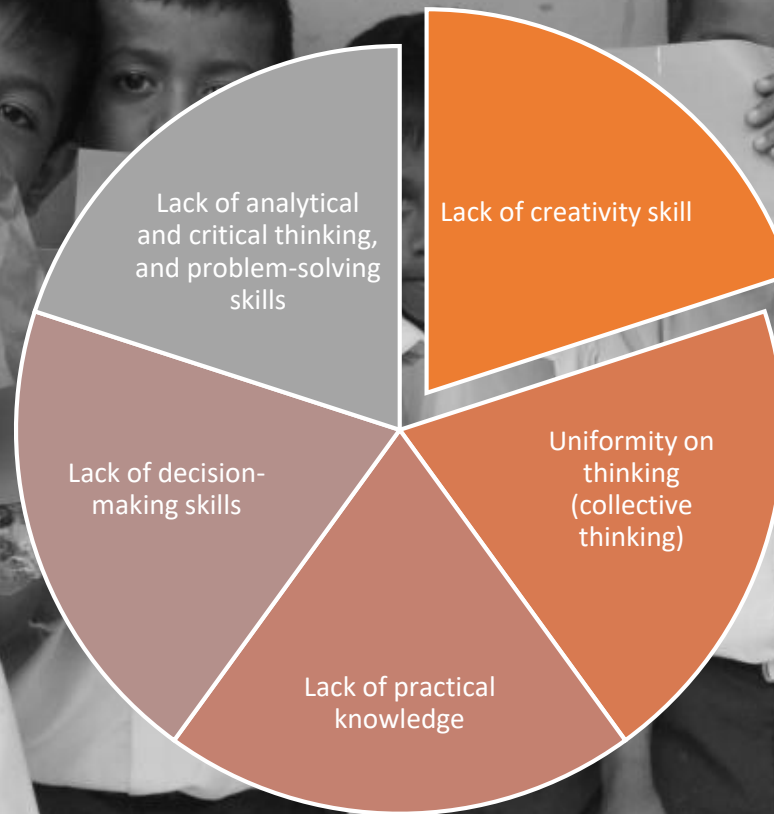 Lack of creativity skill
Uniformity on
thinking
(collective
thinking)
Lack of practical
knowledge
Lack of decision-
making skills
Lack of analytical
and critical thinking,
and problem-solving
skills